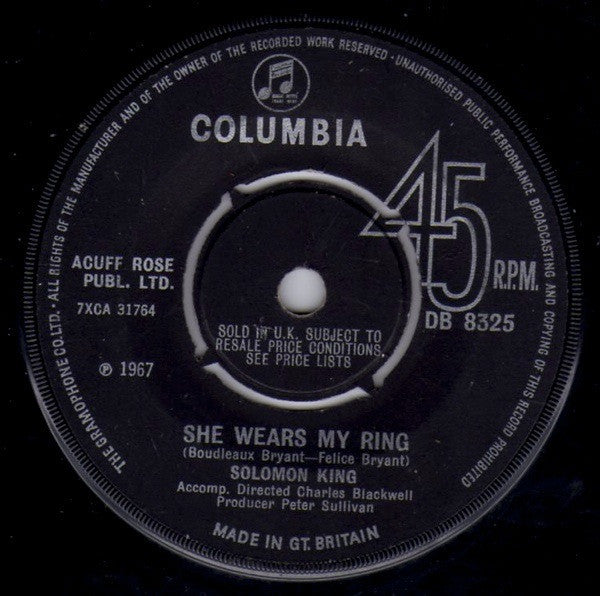 ALL RIGHTS OF THE MANUFACTURER AND OF THE OWNER OF THE RECORDED WORK RESERVED · UNAUTHORISED PUBLIC PERFORMANCE BROADCASTING AND COPYING OF THIS RECORD PROHIBITED
THE GRAMOPHONE CO. LTD. ·
COLUMBIA
45
R.P.M.
DB 8325
ACUFF ROSE
PUBL. LTD.
7XCA 31764
℗ 1967
SOLD IN U.K. SUBJECT TO
RESALE PRICE CONDITIONS,
SEE PRICE LISTS
SHE WEARS MY RING
(Boudleaux Bryant—Felice Bryant)
SOLOMON KING
Accomp. Directed Charles Blackwell
Producer Peter Sullivan
MADE IN GT. BRITAIN